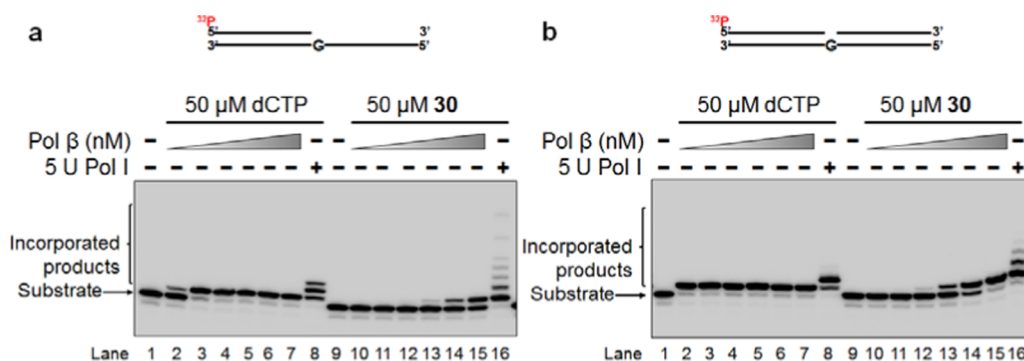 a
33P
5' 3'
3' G 5'
50 µM dCTP 50 µM 30
Pol β (nM) - - -
5 U Pol I - - - - - - - + - - - - - - - +
Incorporated
products
Substrate
Lane 1 2 3 4 5 6 7 8 9 10 11 12 13 14 15 16
b
33P
5' 3'
3' G 5'
50 µM dCTP 50 µM 30
Pol β (nM) - - - -
5 U Pol I - - - - - - - + - - - - - - - +
Incorporated
products
Substrate
Lane 1 2 3 4 5 6 7 8 9 10 11 12 13 14 15 16